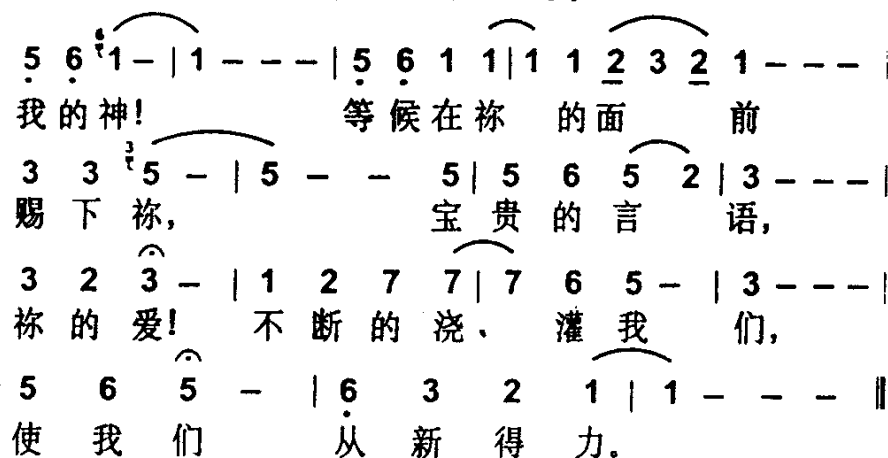 5 6 6 1 – | 1 – – – | 5 6 1 1 | 1 1 2 3 2 1 – – – |
我的神! 等候在祢 的面 前
3 3 3 5 – | 5 – – 5 | 5 6 5 2 | 3 – – – |
赐下祢, 宝贵的言 语,
3 2 3 – | 1 2 7 7 | 7 6 5 – | 3 – – – |
祢的爱! 不断的浇、灌我 们,
5 6 5 – | 6 3 2 1 | 1 – – – ‖
使我们 从新得力。